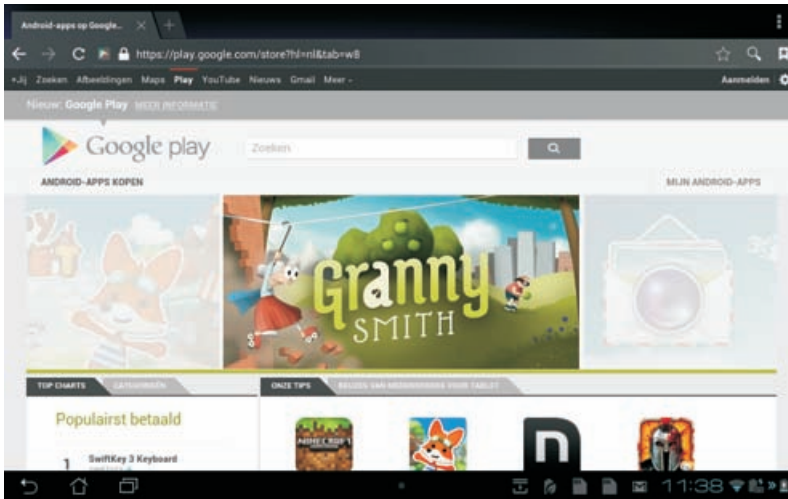 Android-apps op Google...
https://play.google.com/store?hl=nl&tab=w8
+Jij Zoeken Afbeeldingen Maps Play YouTube Nieuws Gmail Meer
Aanmelden
Nieuw: Google Play MEER INFORMATIE
Google play
Zoeken
ANDROID-APPS KOPEN
MIJN ANDROID-APPS
Granny
SMITH
TOP CHARTS CATEGORIEËN
ONZE TIPS
VOOR TABLET
Populairst betaald
MINECRAFT
1 SwiftKey 3 Keyboard
n
11:38